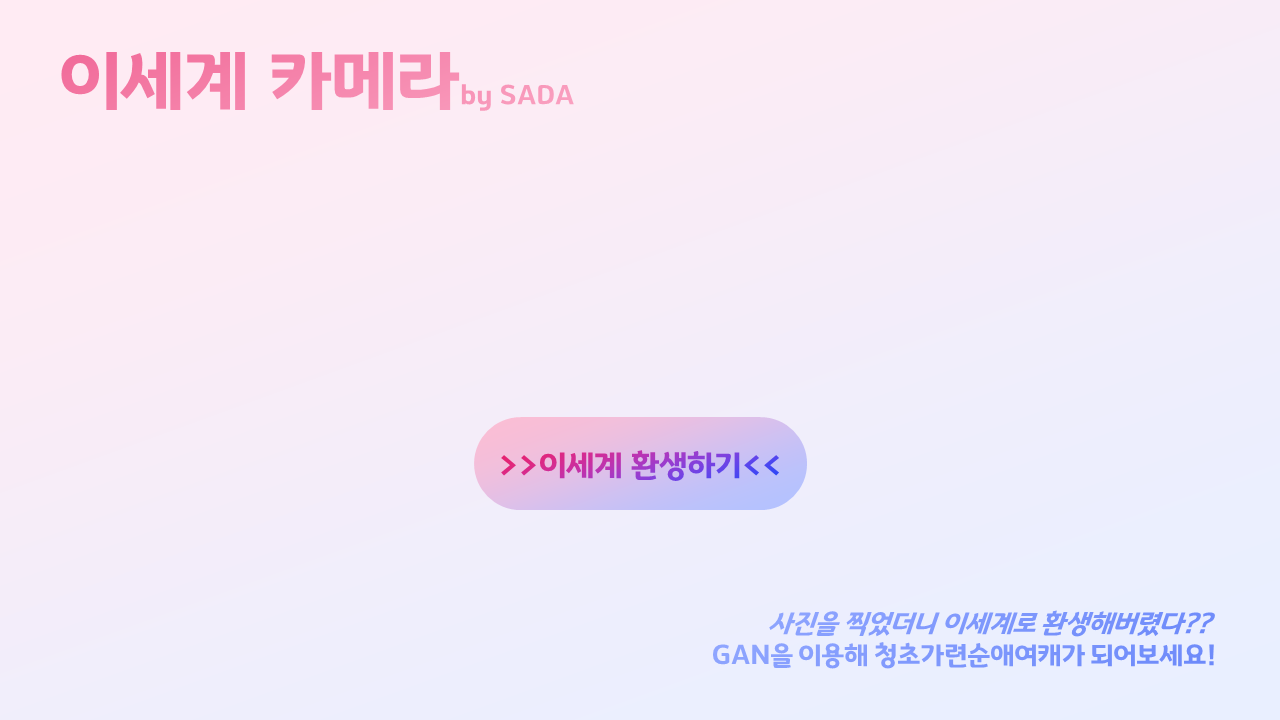 이세계 카메라 by SADA
>>이세계 환생하기<<
사진을 찍었더니 이세계로 환생해버렸다??
GAN을 이용해 청초가련순애여캐가 되어보세요!